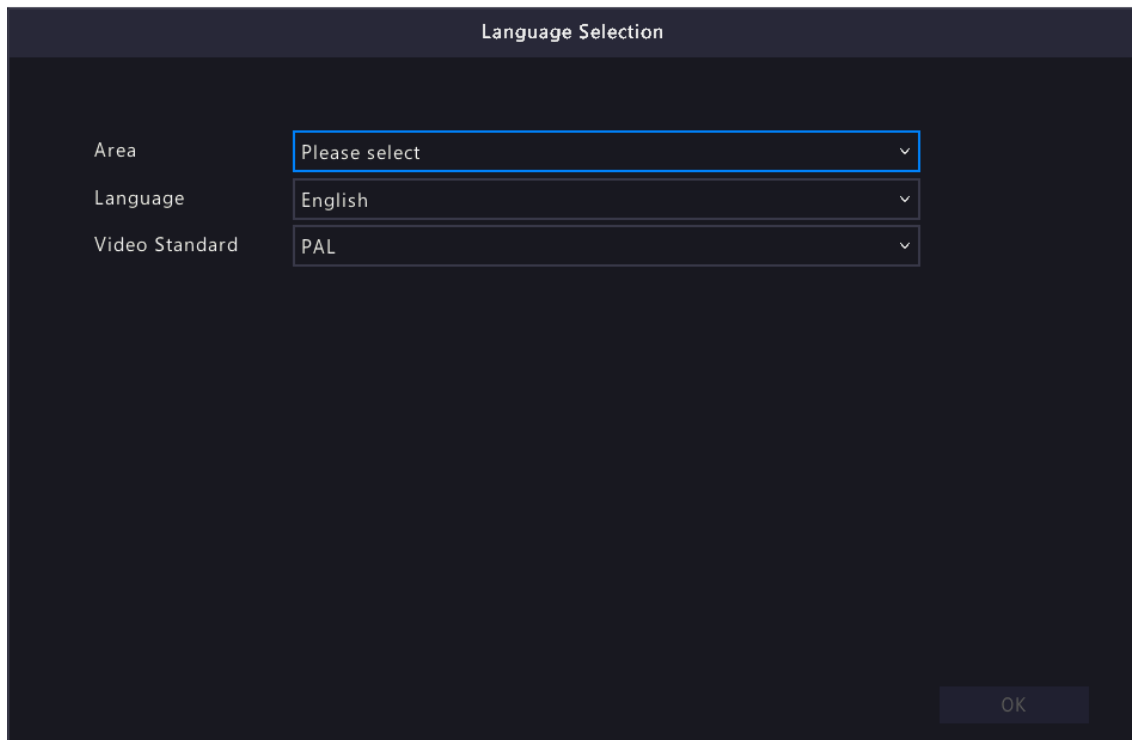 Language Selection
Area
Please select
Language
English
Video Standard
PAL
OK